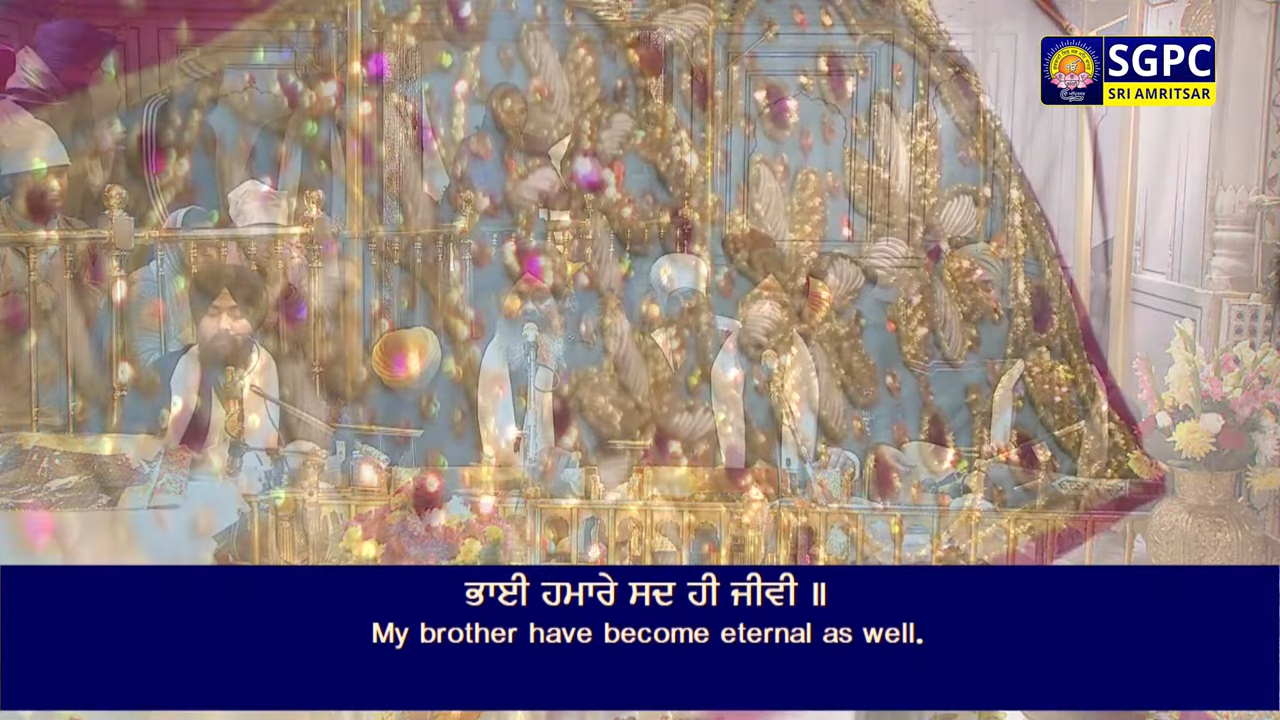 SGPC
SRI AMRITSAR
ਭਾਈ ਹਮਾਰੇ ਸਦ ਹੀ ਜੀਵੀ ॥
My brother have become eternal as well.